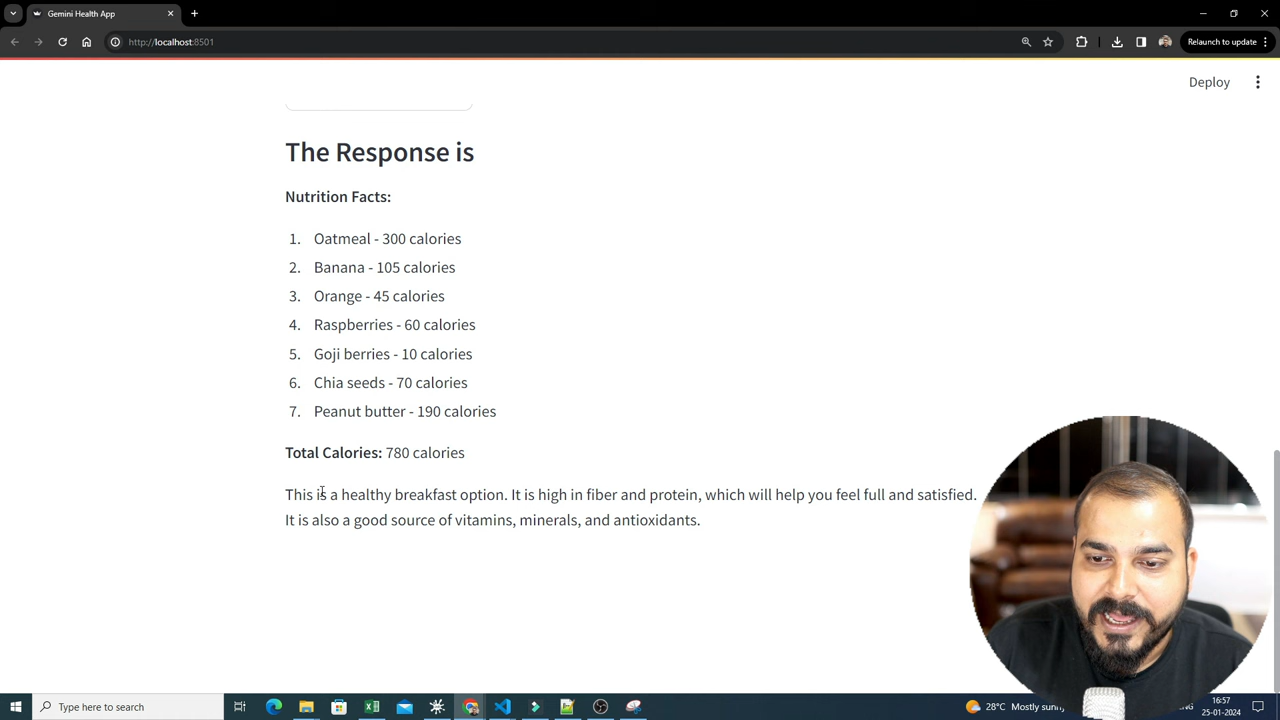 Gemini Health App
http://localhost:8501
Relaunch to update
Deploy
The Response is
Nutrition Facts:
1. Oatmeal - 300 calories
2. Banana - 105 calories
3. Orange - 45 calories
4. Raspberries - 60 calories
5. Goji berries - 10 calories
6. Chia seeds - 70 calories
7. Peanut butter - 190 calories
Total Calories: 780 calories
This is a healthy breakfast option. It is high in fiber and protein, which will help you feel full and satisfied.
It is also a good source of vitamins, minerals, and antioxidants.
Type here to search
28°C Mostly sunny
16:57
25-01-2024